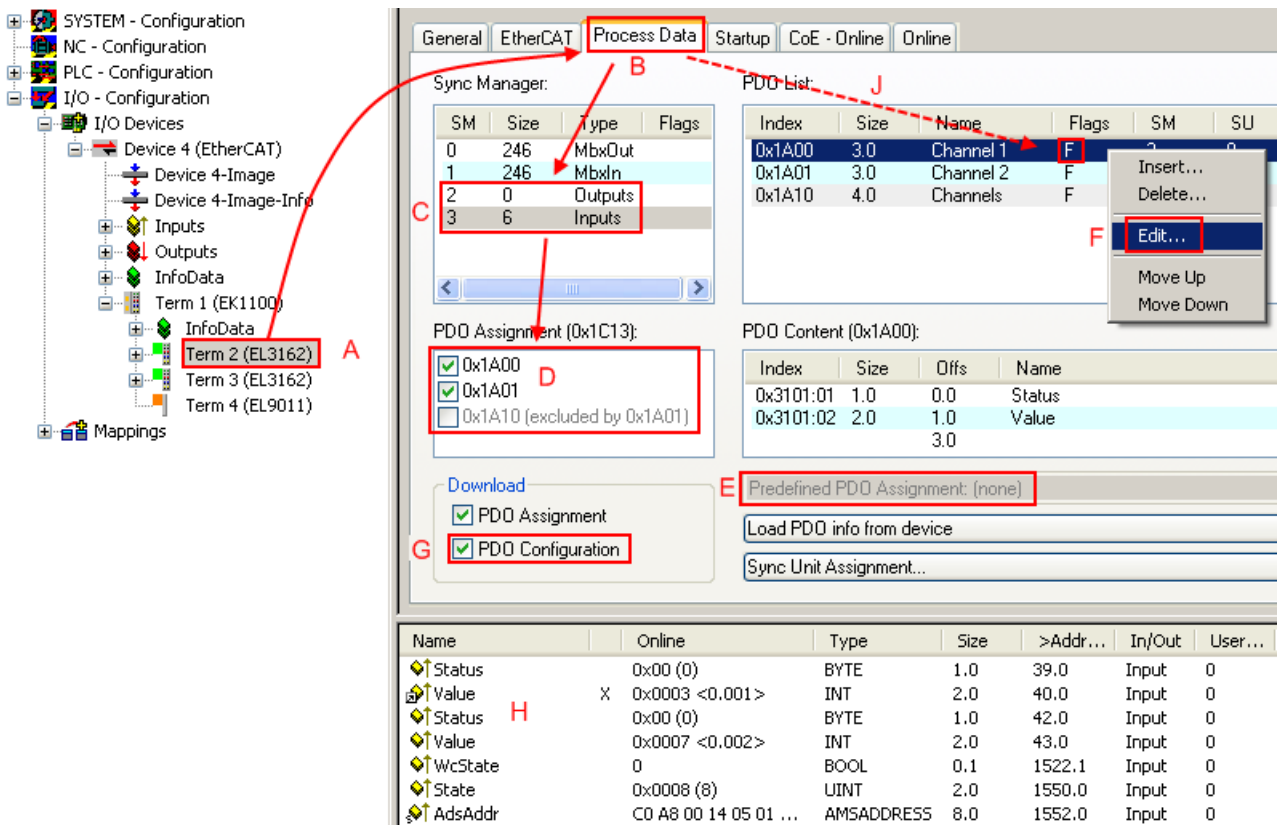 SYSTEM - Configuration
NC - Configuration
PLC - Configuration
I/O - Configuration
I/O Devices
Device 4 (EtherCAT)
Device 4-Image
Device 4-Image-Info
Inputs
Outputs
InfoData
Term 1 (EK1100)
InfoData
Term 2 (EL3162)
A
Term 3 (EL3162)
Term 4 (EL9011)
Mappings
General EtherCAT Process Data Startup CoE - Online Online
B
J
Sync Manager:
SM Size Type Flags
0 246 MbxOut
1 246 MbxIn
2 0 Outputs
3 6 Inputs
C
PDO List:
Index Size Name Flags SM SU
0x1A00 3.0 Channel 1 F 3 0
0x1A01 3.0 Channel 2 F
0x1A10 4.0 Channels F
Insert...
Delete...
F
Edit...
Move Up
Move Down
PDO Assignment (0x1C13):
0x1A00
0x1A01
0x1A10 (excluded by 0x1A01)
D
PDO Content (0x1A00):
Index Size Offs Name
0x3101:01 1.0 0.0 Status
0x3101:02 2.0 1.0 Value
3.0
Download
PDO Assignment
G
PDO Configuration
E
Predefined PDO Assignment: (none)
Load PDO info from device
Sync Unit Assignment...
Name Online Type Size >Addr... In/Out User...
Status 0x00 (0) BYTE 1.0 39.0 Input 0
Value X 0x0003 <0.001> INT 2.0 40.0 Input 0
Status 0x00 (0) BYTE 1.0 42.0 Input 0
H
Value 0x0007 <0.002> INT 2.0 43.0 Input 0
WcState 0 BOOL 0.1 1522.1 Input 0
State 0x0008 (8) UINT 2.0 1550.0 Input 0
AdsAddr C0 A8 00 14 05 01 ... AMSADDRESS 8.0 1552.0 Input 0